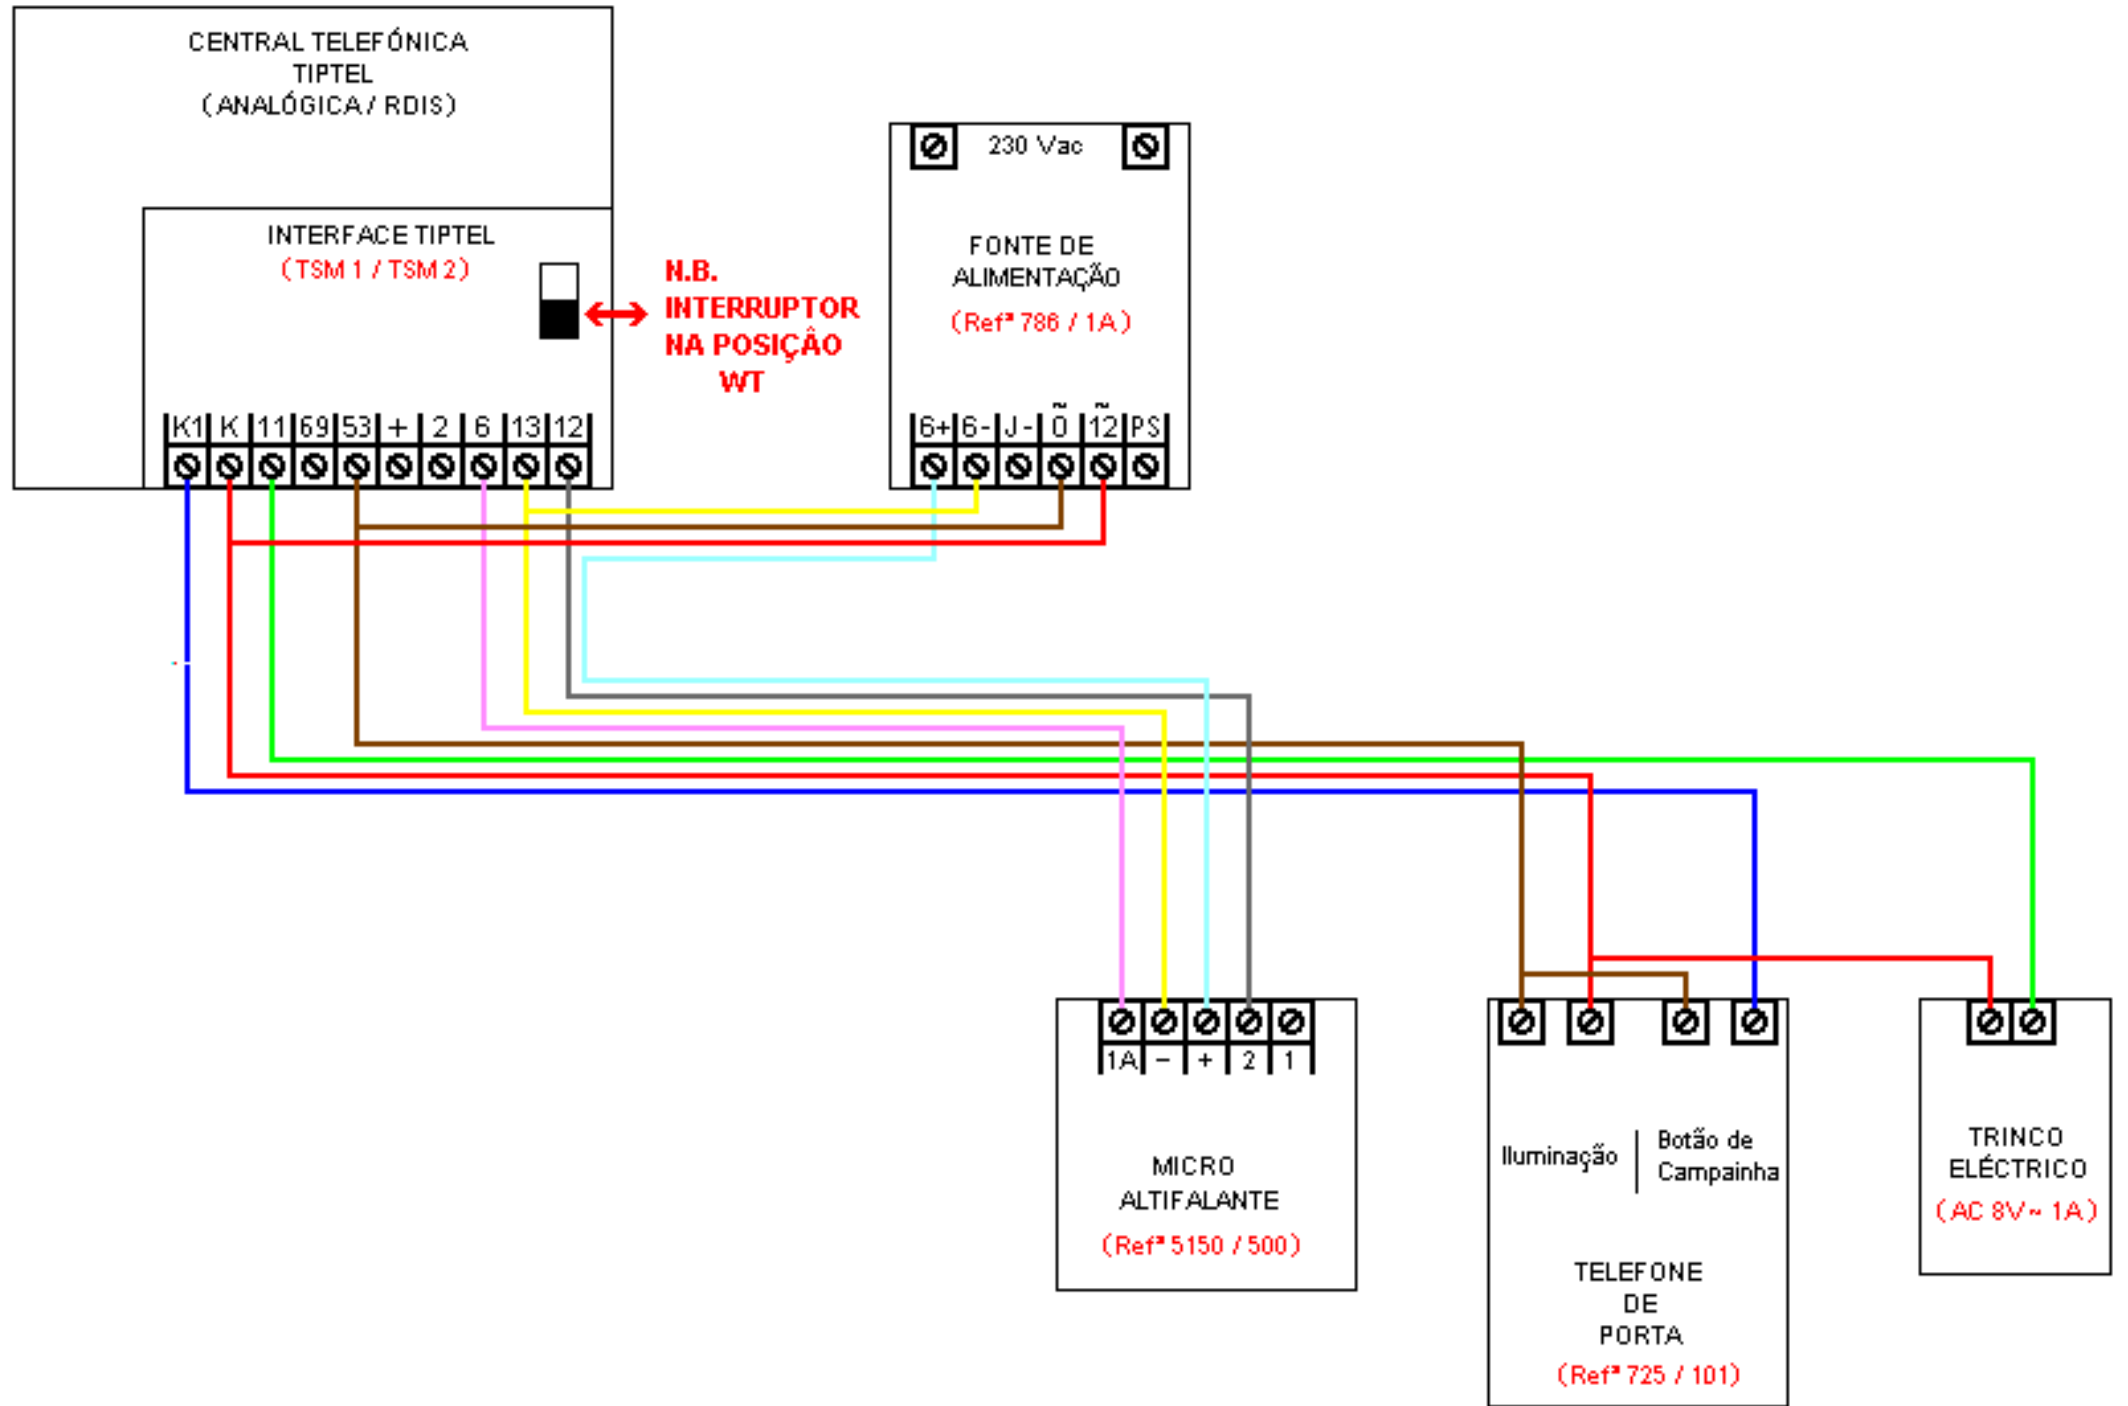 CENTRAL TELEFÓNICA
TIPTEL
(ANALÓGICA / RDIS)
INTERFACE TIPTEL
(TSM 1 / TSM 2)
N.B.
INTERRUPTOR
NA POSIÇÂO
WT
K1 K 11 69 53 + 2 6 13 12
230 Vac
FONTE DE
ALIMENTAÇÃO
(Refª 786 / 1A)
~ ~
6+ 6- J- 0 12 PS
1A - + 2 1
MICRO
ALTIFALANTE
(Refª 5150 / 500)
Iluminação
Botão de
Campainha
TELEFONE
DE
PORTA
(Refª 725 / 101)
TRINCO
ELÉCTRICO
(AC 8V~ 1A)